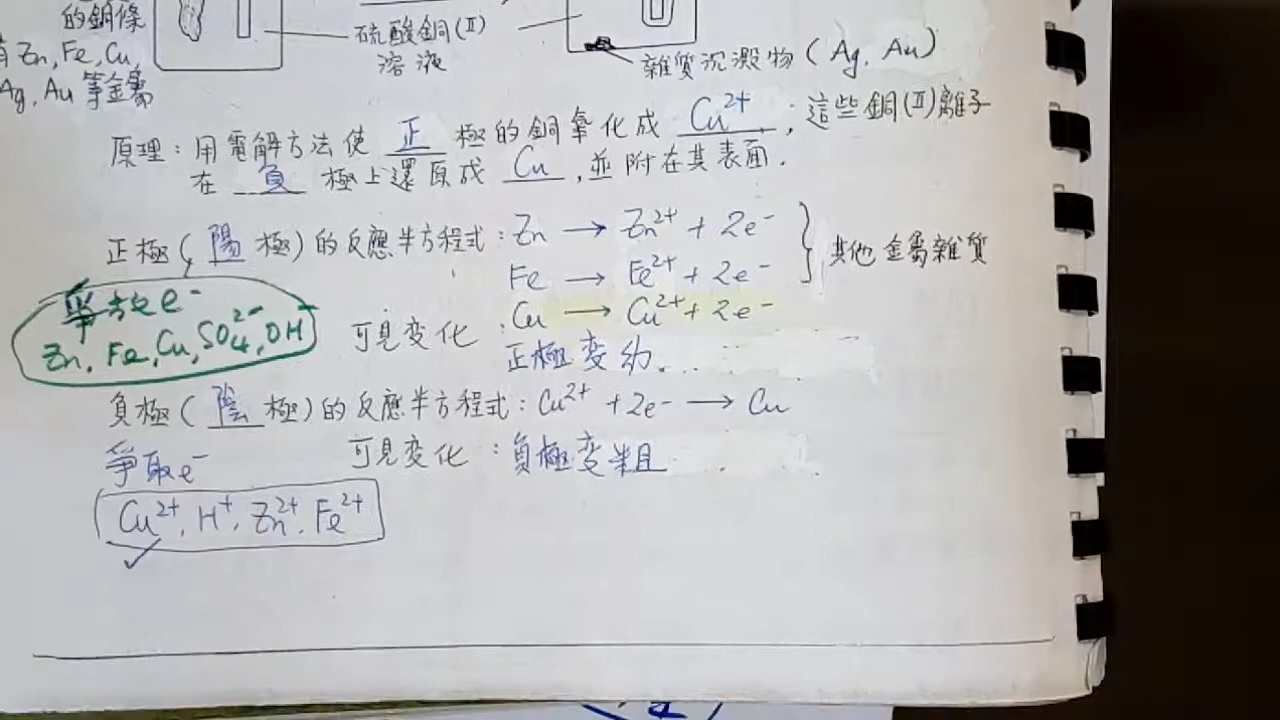 的銅條
有Zn, Fe, Cu,
Ag, Au 等金屬
硫酸銅(II)
溶液
雜質沉澱物 (Ag, Au)
原理: 用電解方法使 正 極的銅氧化成 Cu²⁺ ; 這些銅(II)離子
在 負 極上還原成 Cu , 並附在其表面.
正極( 陽 極) 的反應半方程式: Zn → Zn²⁺ + 2e⁻
Fe → Fe²⁺ + 2e⁻
其他金屬雜質
Cu → Cu²⁺ + 2e⁻
爭放e⁻
Zn, Fe, Cu, SO₄²⁻, OH⁻
可見变化 :
正極变幼...
負極( 陰 極) 的反應半方程式: Cu²⁺ + 2e⁻ → Cu
爭取e⁻
可見变化 : 負極变粗
Cu²⁺, H⁺, Zn²⁺, Fe²⁺